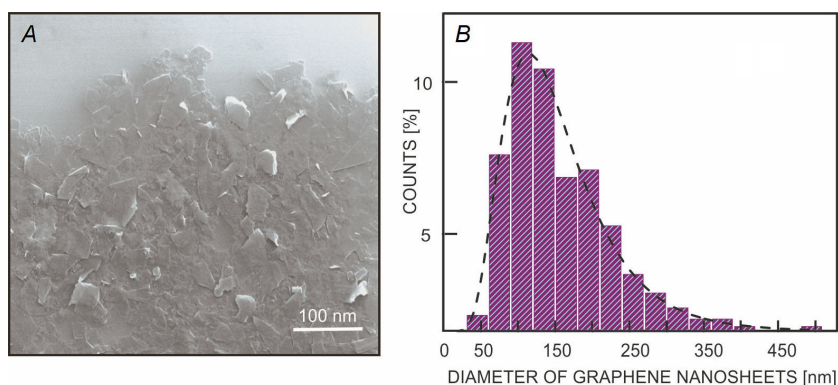 A
100 nm
B
COUNTS [%]
10
5
0 50 150 250 350 450
DIAMETER OF GRAPHENE NANOSHEETS [nm]